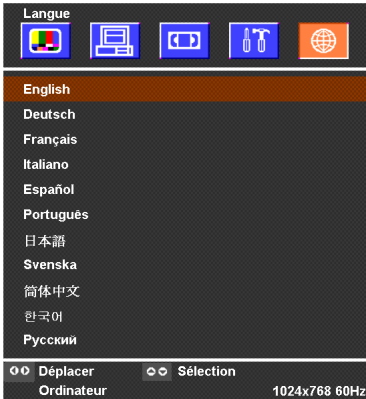 Langue
English
Deutsch
Français
Italiano
Español
Português
日本語
Svenska
简体中文
한국어
Русский
Déplacer Sélection
Ordinateur 1024x768 60Hz